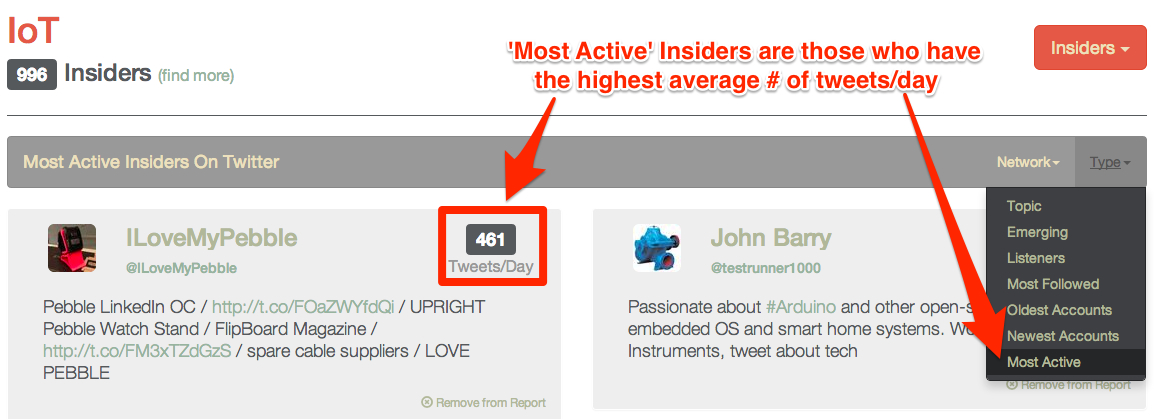 IoT
996 Insiders (find more)
'Most Active' Insiders are those who have
the highest average # of tweets/day
Insiders
Most Active Insiders On Twitter
Network
Type
Topic
Emerging
Listeners
Most Followed
Oldest Accounts
Newest Accounts
Most Active
ILoveMyPebble
@ILoveMyPebble
461
Tweets/Day
Pebble LinkedIn OC / http://t.co/FOaZWYfdQi / UPRIGHT
Pebble Watch Stand / FlipBoard Magazine /
http://t.co/FM3xTZdGzS / spare cable suppliers / LOVE
PEBBLE
Remove from Report
John Barry
@testrunner1000
Passionate about #Arduino and other open-s
embedded OS and smart home systems. Wo
Instruments, tweet about tech
Remove from Report